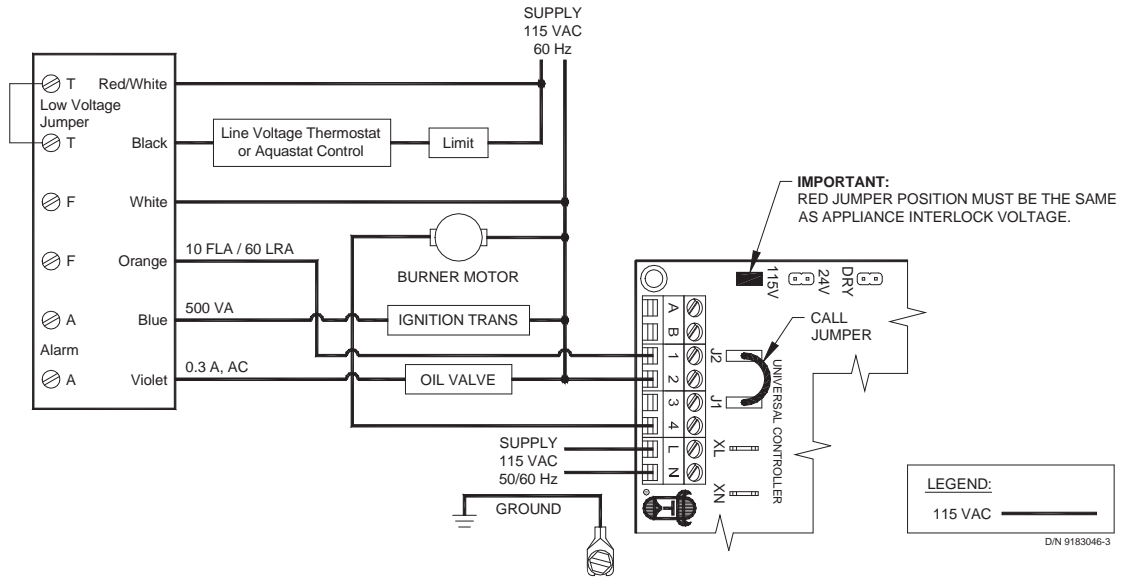 SUPPLY
115 VAC
60 Hz
T Red/White
Low Voltage
Jumper
T Black
Line Voltage Thermostat
or Aquastat Control
Limit
F White
F Orange
10 FLA / 60 LRA
BURNER MOTOR
A Blue
500 VA
IGNITION TRANS
Alarm
A Violet
0.3 A, AC
OIL VALVE
IMPORTANT:
RED JUMPER POSITION MUST BE THE SAME
AS APPLIANCE INTERLOCK VOLTAGE.
115V
24V
DRY
CALL
JUMPER
A
B
1
2
3
4
L
N
J2
J1
XL
XN
UNIVERSAL CONTROLLER
SUPPLY
115 VAC
50/60 Hz
GROUND
LEGEND:
115 VAC
D/N 9183046-3